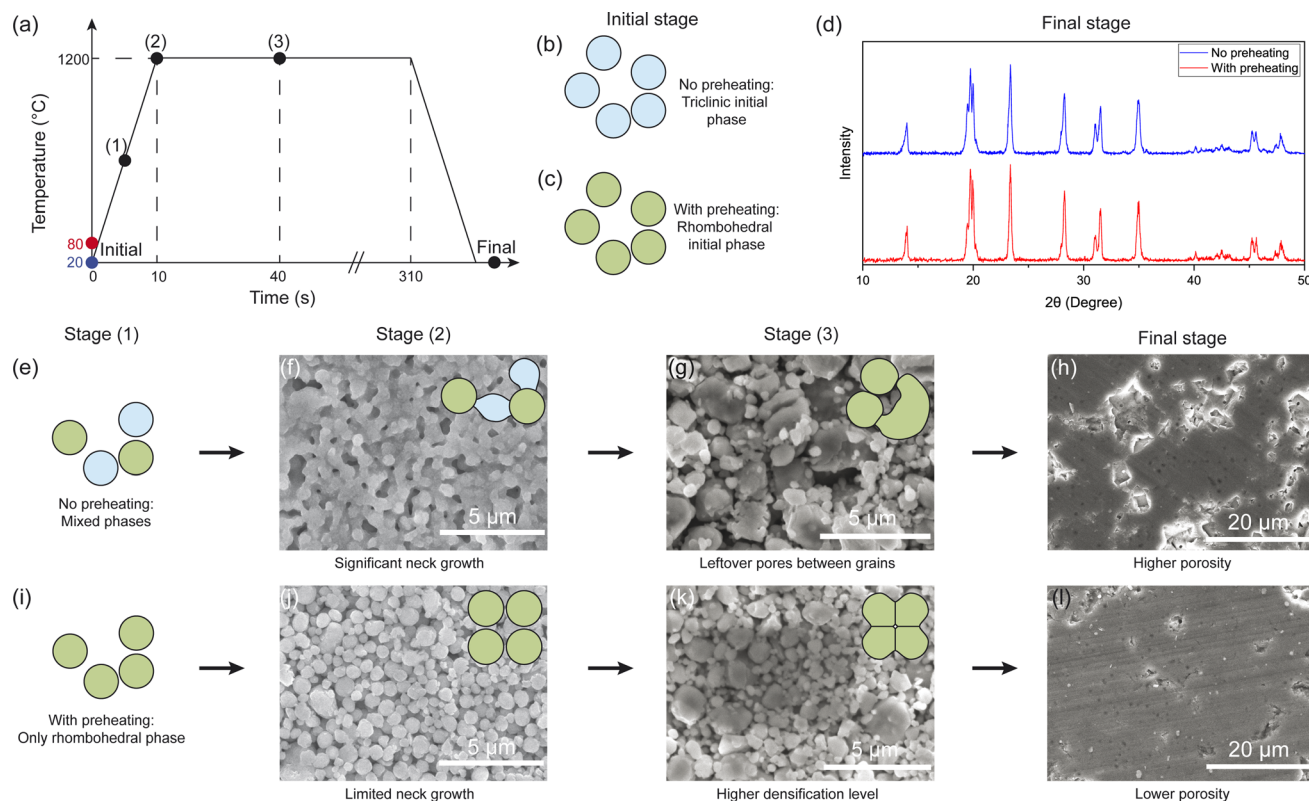 (a)
Temperature (°C)
1200
80
20
(1)
(2)
(3)
Initial
Final
0
10
40
310
Time (s)
Initial stage
(b)
No preheating:
Triclinic initial
phase
(c)
With preheating:
Rhombohedral
initial phase
(d)
Final stage
No preheating
With preheating
Intensity
10
20
30
40
50
2θ (Degree)
Stage (1)
Stage (2)
Stage (3)
Final stage
(e)
No preheating:
Mixed phases
(f)
5 µm
Significant neck growth
(g)
5 µm
Leftover pores between grains
(h)
20 µm
Higher porosity
(i)
With preheating:
Only rhombohedral phase
(j)
5 µm
Limited neck growth
(k)
5 µm
Higher densification level
(l)
20 µm
Lower porosity